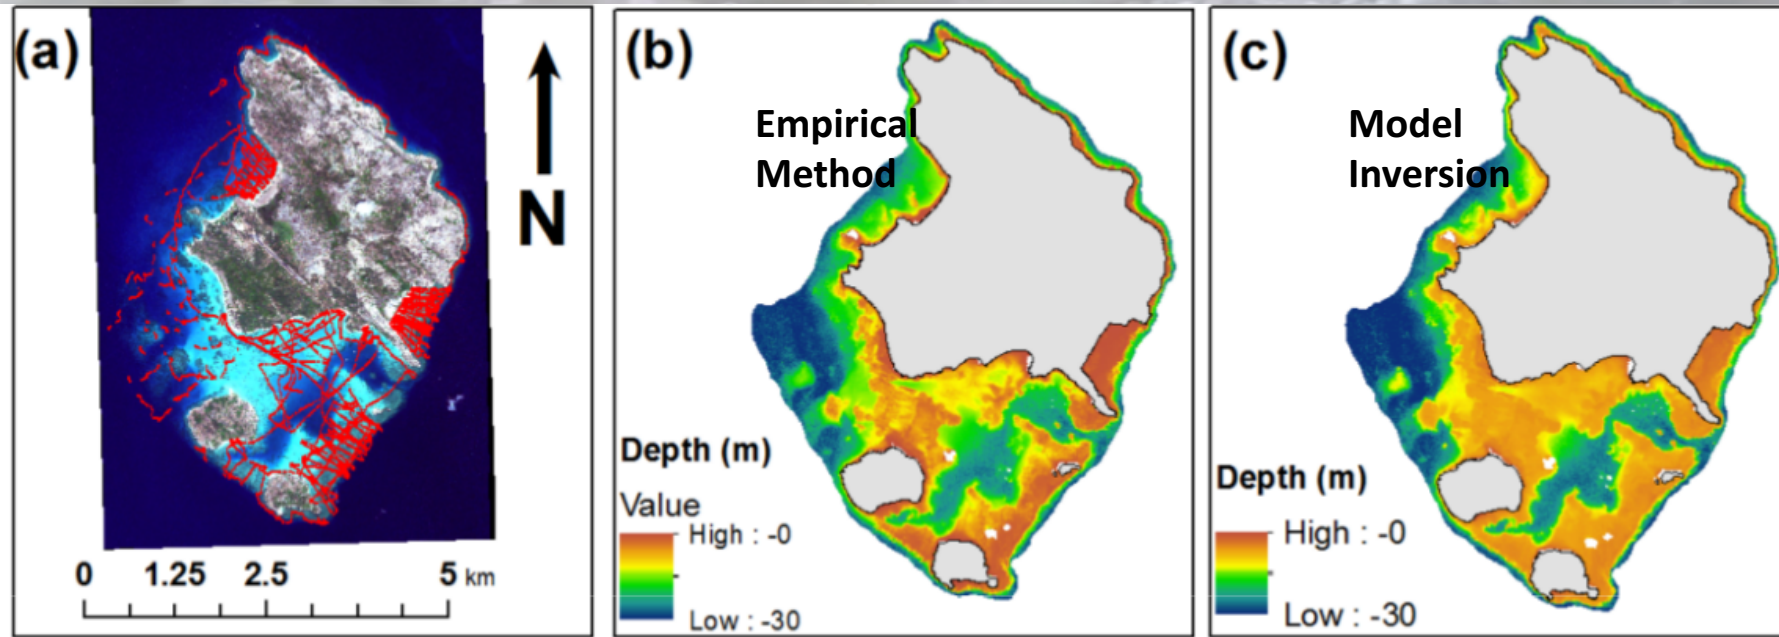 (a)
N
0 1.25 2.5 5 km
(b)
Empirical
Method
Depth (m)
Value
High : -0
Low : -30
(c)
Model
Inversion
Depth (m)
High : -0
Low : -30